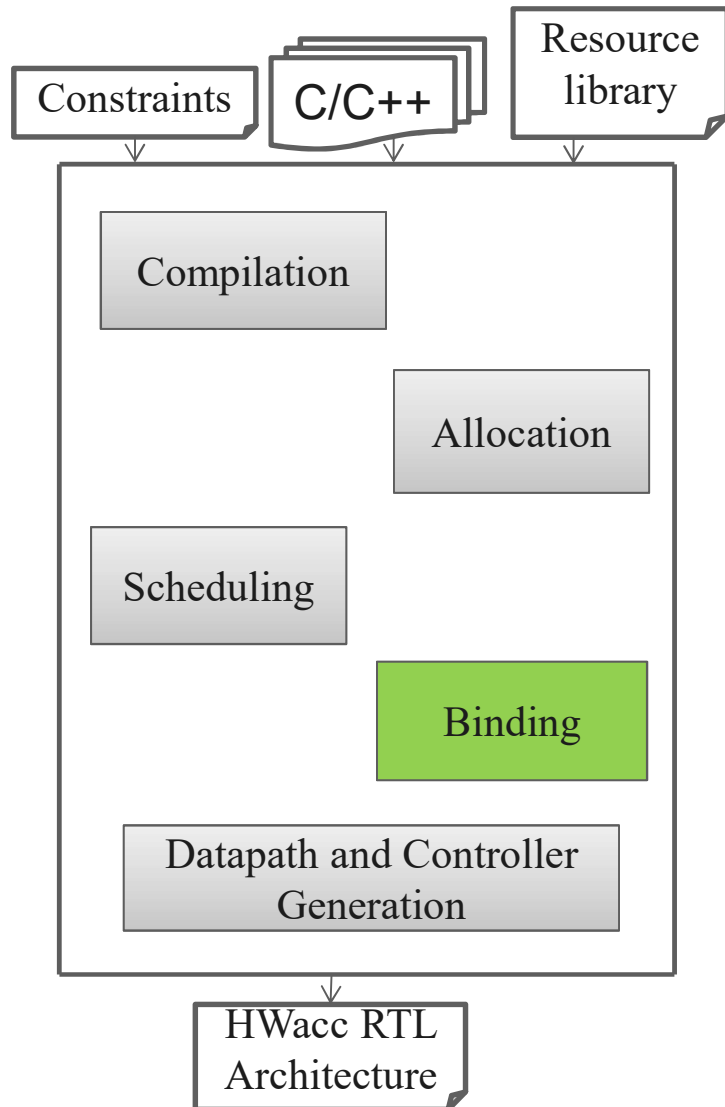 Constraints
C/C++
Resource
library
Compilation
Allocation
Scheduling
Binding
Datapath and Controller
Generation
HWacc RTL
Architecture